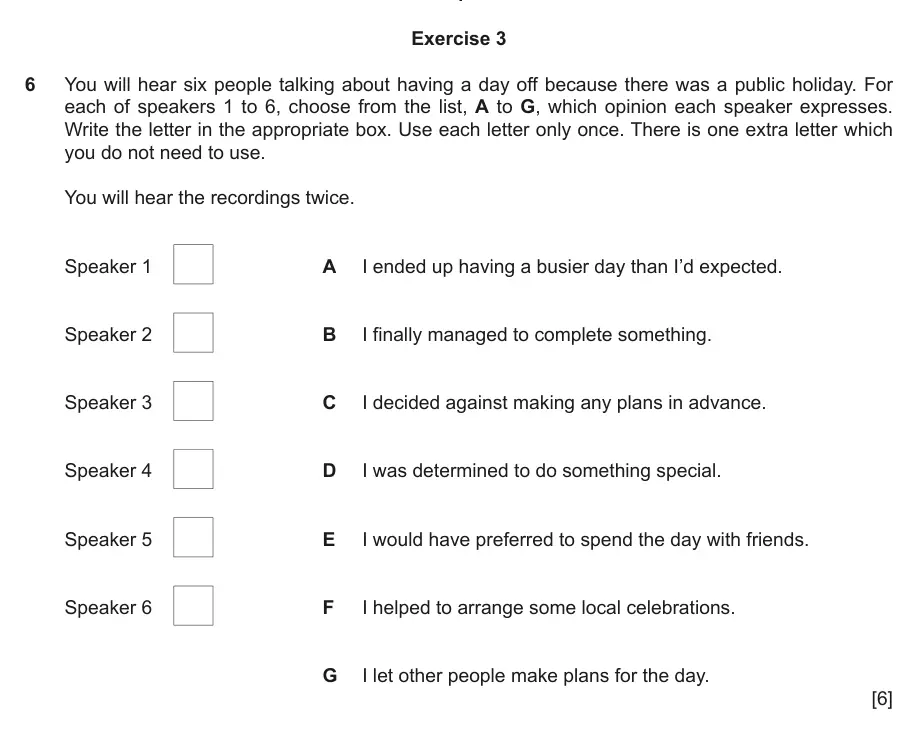 Exercise 3
6 You will hear six people talking about having a day off because there was a public holiday. For
each of speakers 1 to 6, choose from the list, A to G, which opinion each speaker expresses.
Write the letter in the appropriate box. Use each letter only once. There is one extra letter which
you do not need to use.
You will hear the recordings twice.
Speaker 1 A I ended up having a busier day than I'd expected.
Speaker 2 B I finally managed to complete something.
Speaker 3 C I decided against making any plans in advance.
Speaker 4 D I was determined to do something special.
Speaker 5 E I would have preferred to spend the day with friends.
Speaker 6 F I helped to arrange some local celebrations.
G I let other people make plans for the day.
[6]